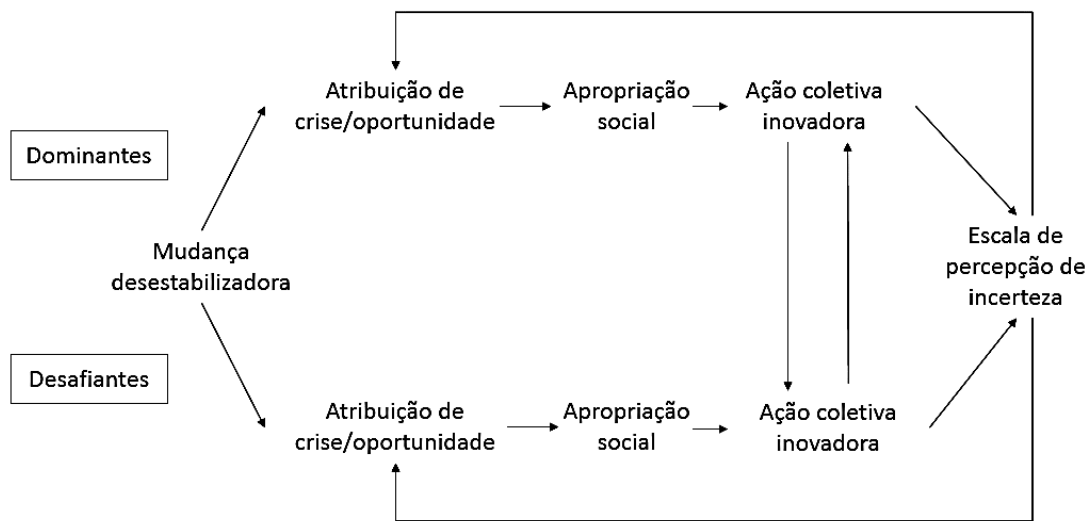 Atribuição de
crise/oportunidade
Apropriação
social
Ação coletiva
inovadora
Dominantes
Mudança
desestabilizadora
Escala de
percepção de
incerteza
Desafiantes
Atribuição de
crise/oportunidade
Apropriação
social
Ação coletiva
inovadora